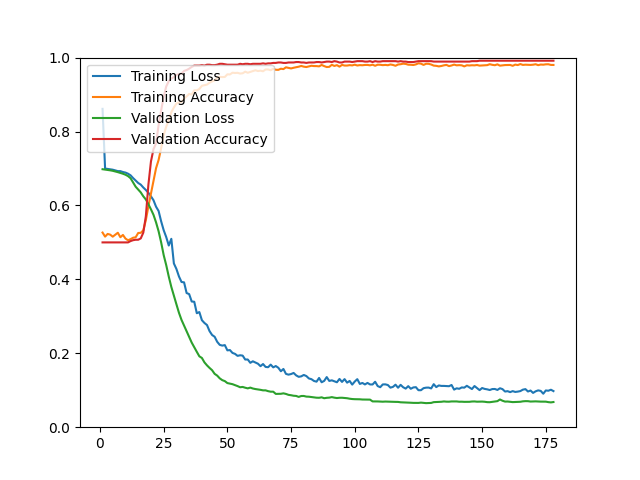 1.0
0.8
0.6
0.4
0.2
0.0
Training Loss
Training Accuracy
Validation Loss
Validation Accuracy
0 25 50 75 100 125 150 175